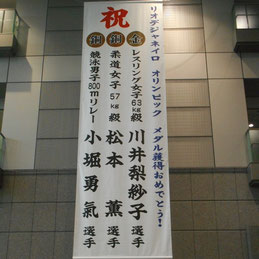 祝
リオデジャネイロ オリンピック メダル獲得おめでとう!
金 レスリング女子63kg級 川井梨紗子 選手
銅 柔道女子57kg級 松本 薫 選手
銅 競泳男子800mリレー 小堀勇氣 選手